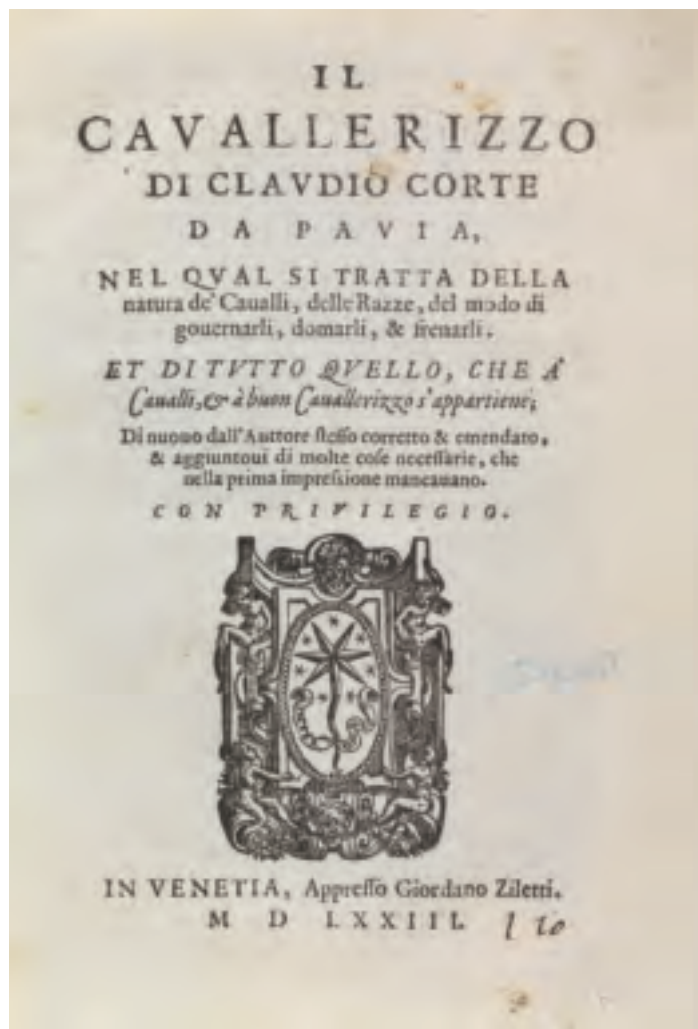 IL
CAVALLERIZZO
DI CLAVDIO CORTE
DA PAVIA,
NEL QVAL SI TRATTA DELLA
natura de' Caualli, delle Razze, del modo di
gouernarli, domarli, & frenarli.
ET DI TVTTO QVELLO, CHE À
Caualli, & à buon Cauallerizzo s'appartiene;
Di nuouo dall'Auttore steſſo corretto & emendato,
& aggiuntoui di molte coſe neceſſarie, che
nella prima impreſſione mancauano.
CON PRIVILEGIO.
IN VENETIA, Appreſſo Giordano Ziletti.
M D LXXIII.